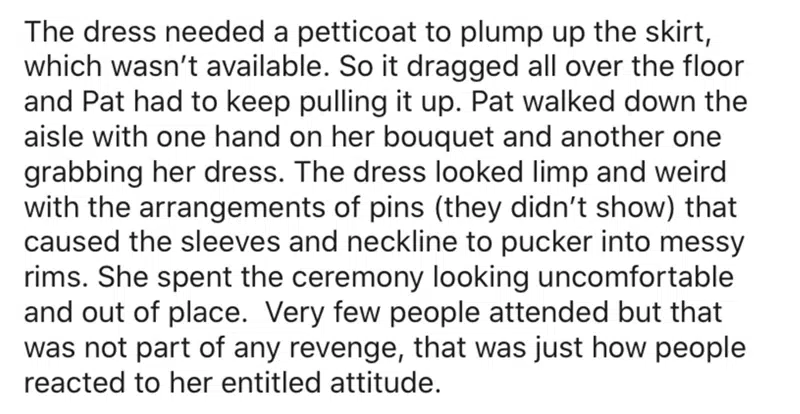 The dress needed a petticoat to plump up the skirt,
which wasn’t available. So it dragged all over the floor
and Pat had to keep pulling it up. Pat walked down the
aisle with one hand on her bouquet and another one
grabbing her dress. The dress looked limp and weird
with the arrangements of pins (they didn’t show) that
caused the sleeves and neckline to pucker into messy
rims. She spent the ceremony looking uncomfortable
and out of place.  Very few people attended but that
was not part of any revenge, that was just how people
reacted to her entitled attitude.